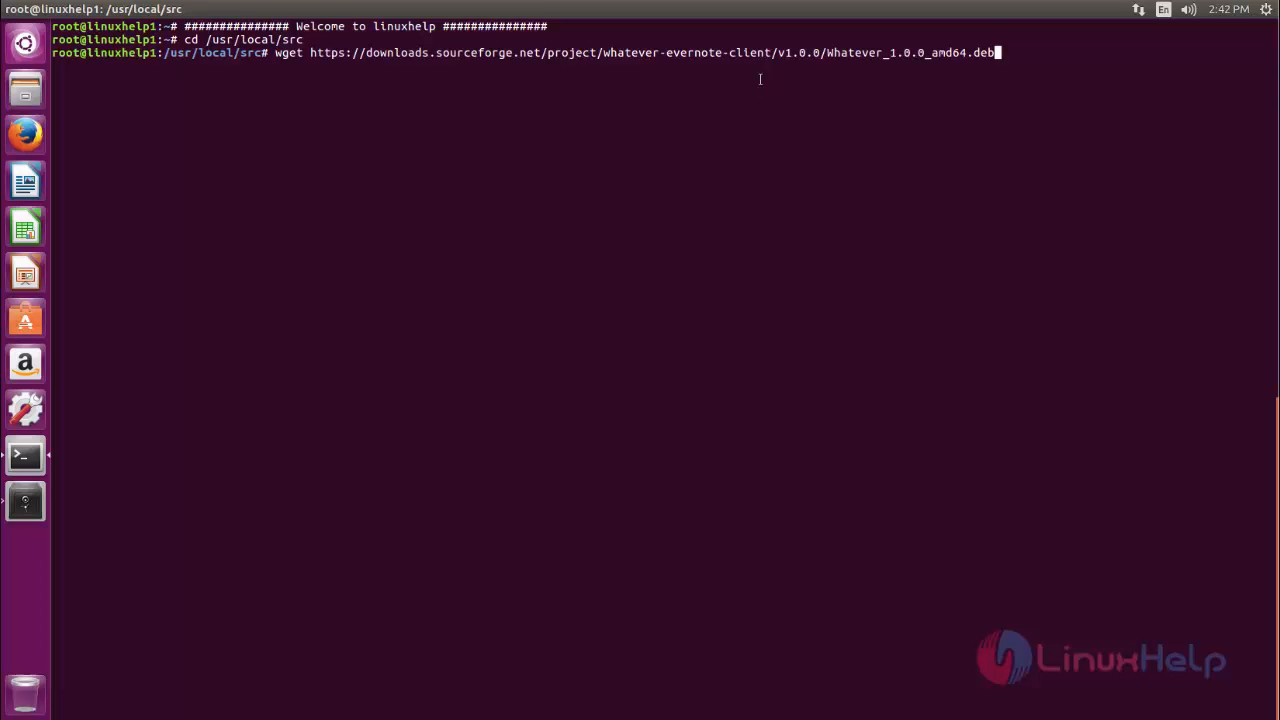 root@linuxhelp1: /usr/local/src
En
2:42 PM
root@linuxhelp1:~# ############### Welcome to linuxhelp ###############
root@linuxhelp1:~# cd /usr/local/src
root@linuxhelp1:/usr/local/src# wget https://downloads.sourceforge.net/project/whatever-evernote-client/v1.0.0/Whatever_1.0.0_amd64.deb
LinuxHelp